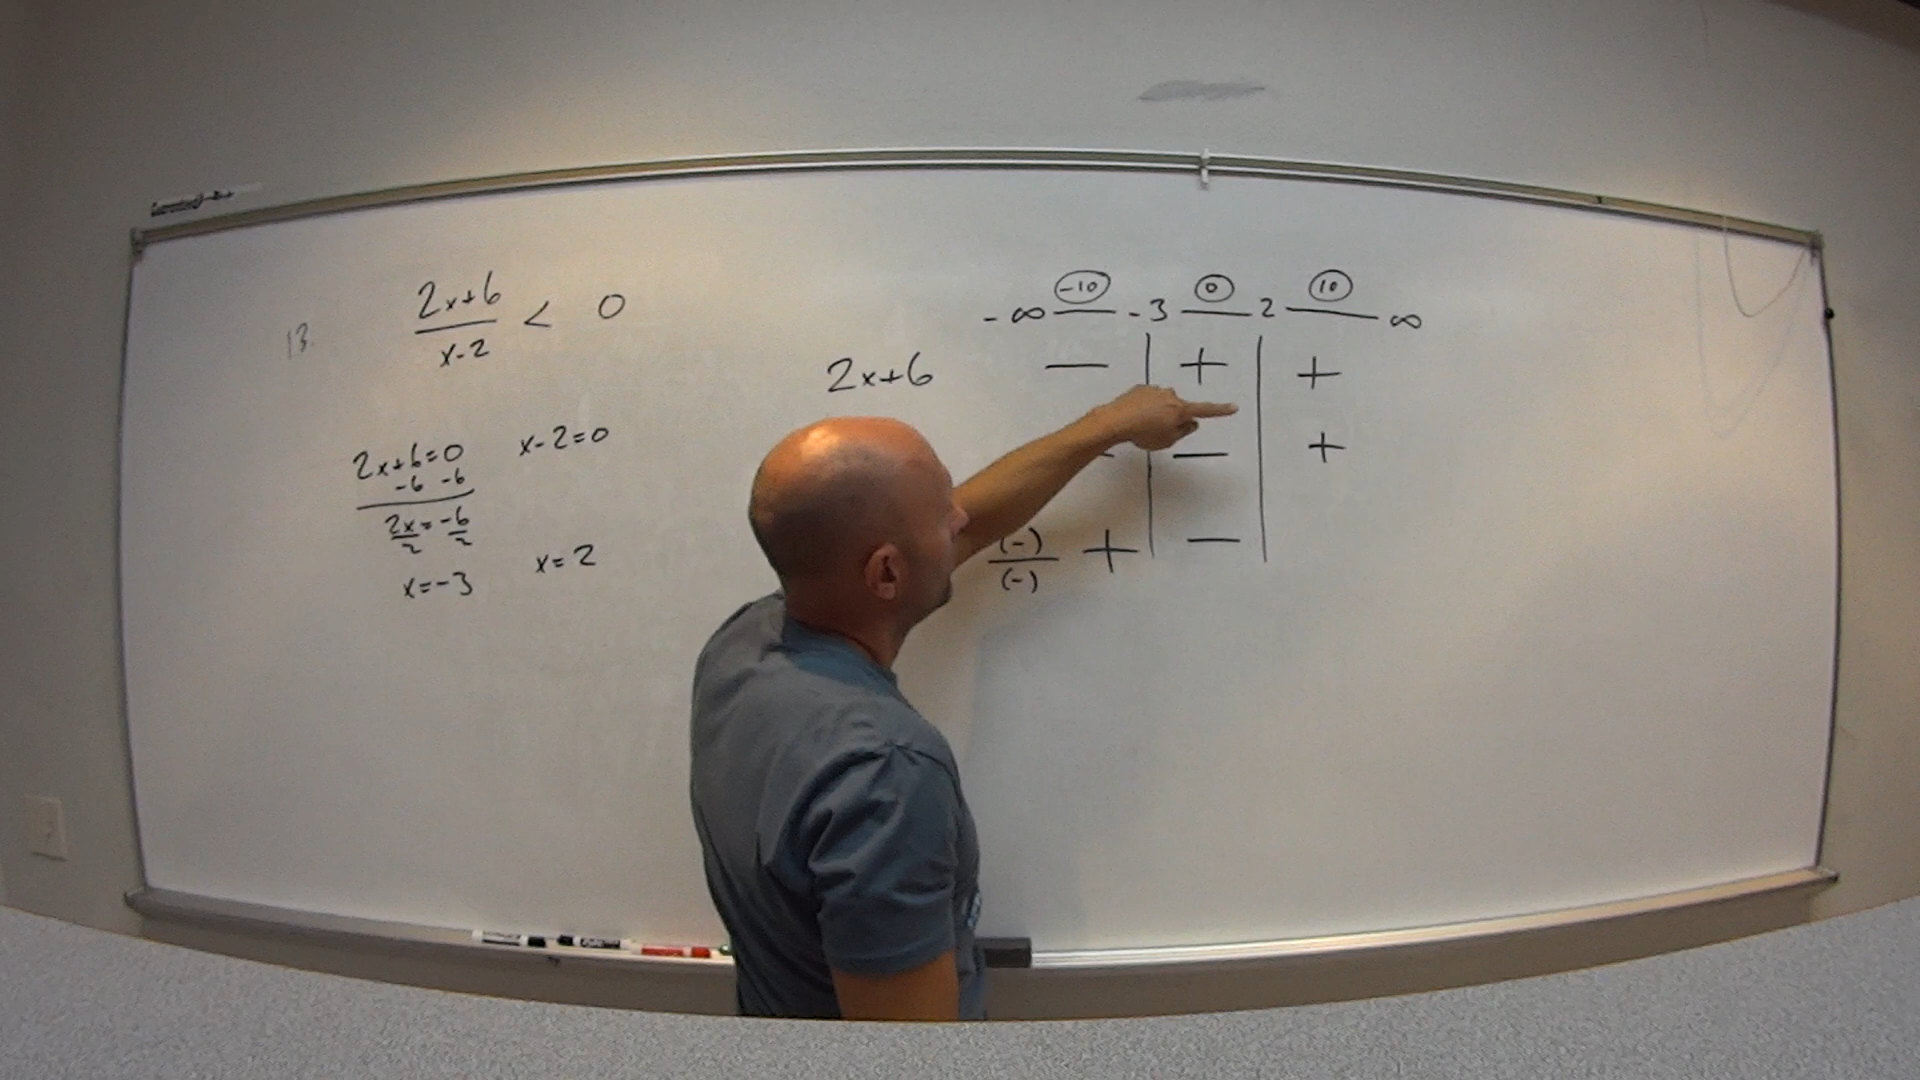 13.
2x+6
x-2
< 0
2x+6=0
-6 -6
2x = -6
2 2
x=-3
x-2=0
x=2
-10 0 10
-∞ -3 2 ∞
2x+6 − + +
− − +
(-)
(-)
+ −